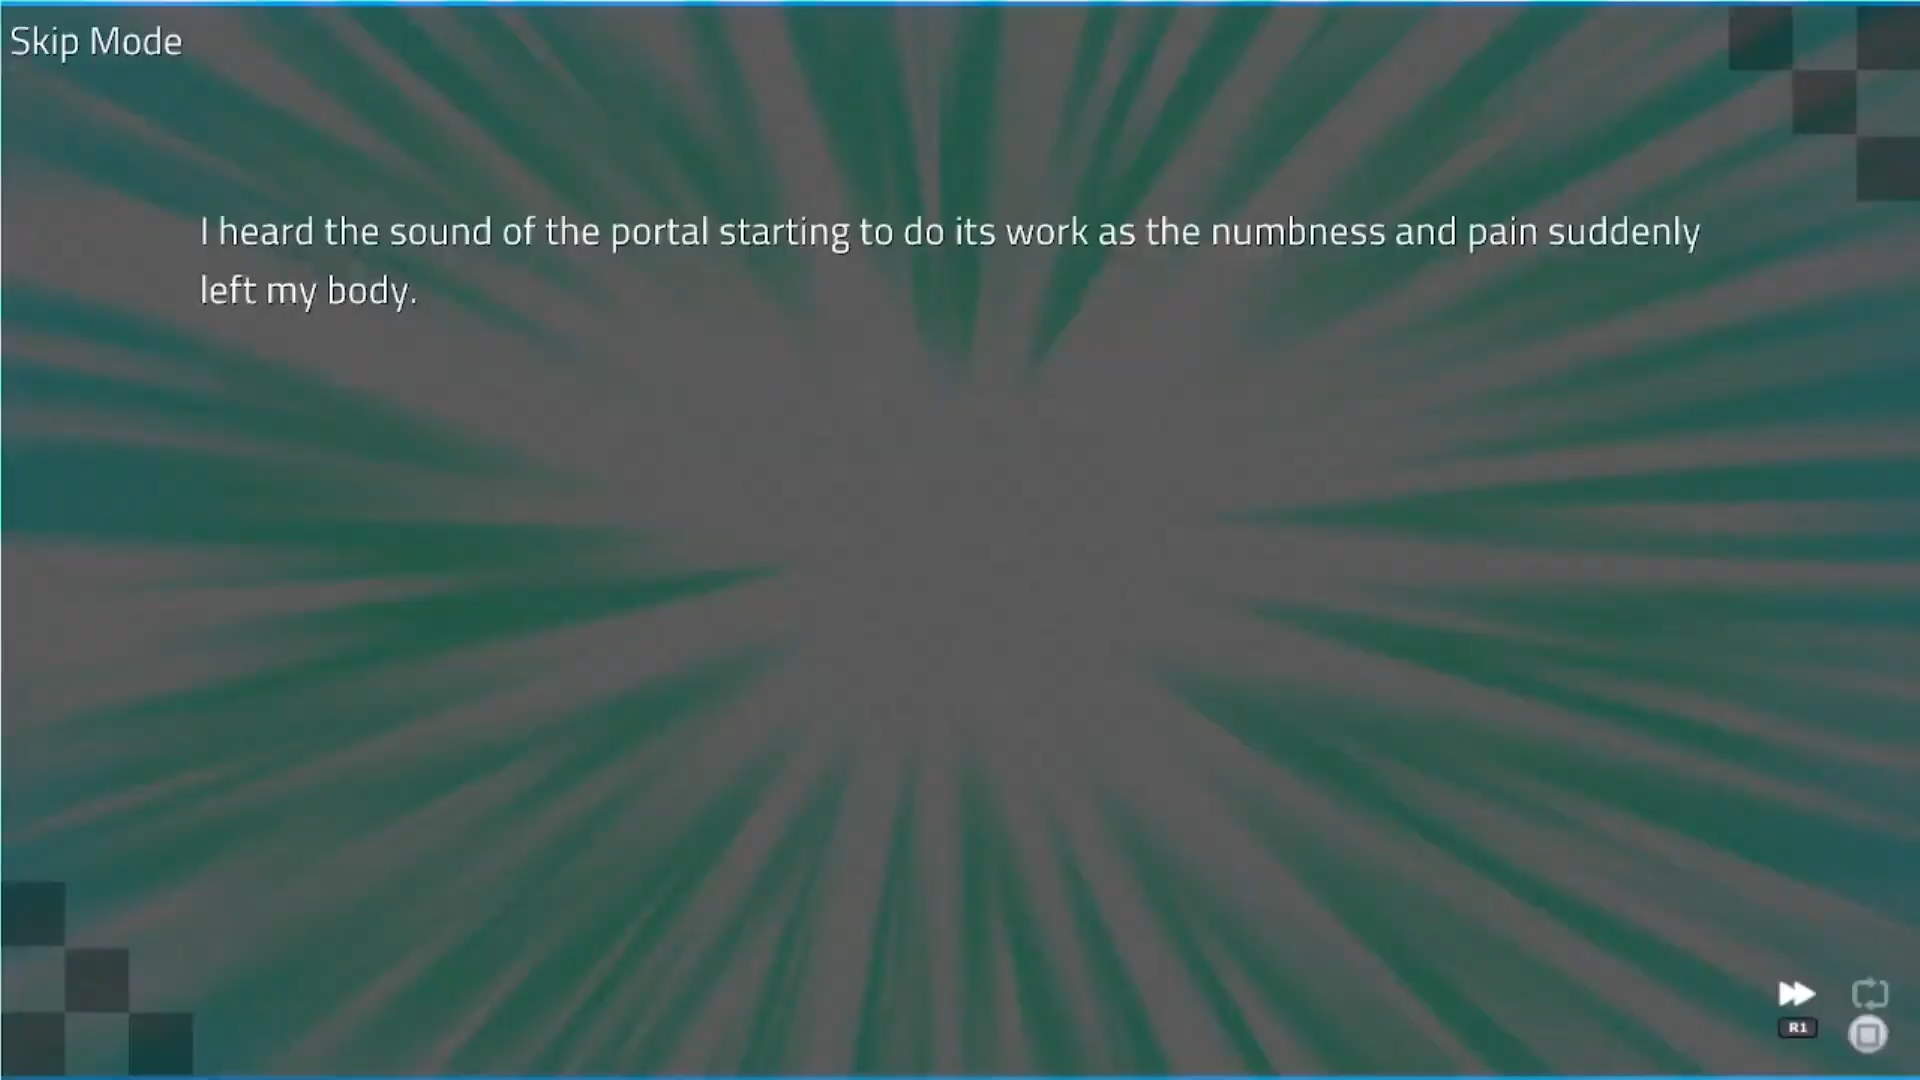 Skip Mode
I heard the sound of the portal starting to do its work as the numbness and pain suddenly
left my body.
R1